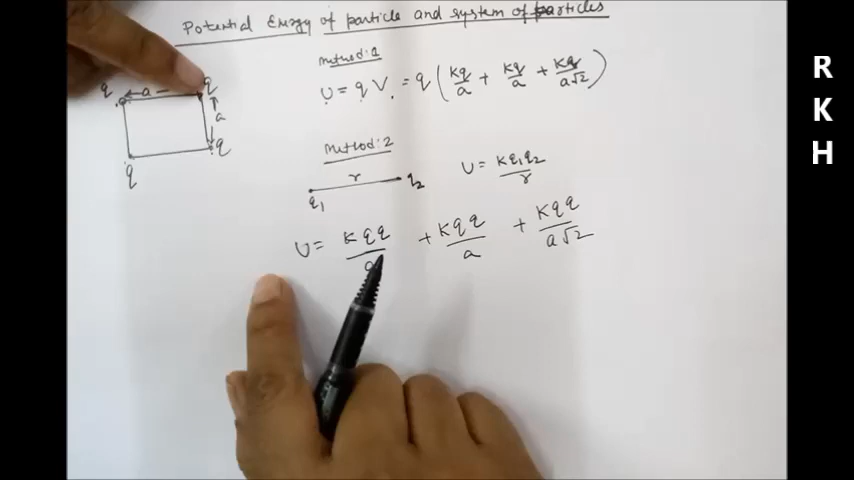 Potential Energy of particle and system of particles
Method:1
U = q V. = q ( Kq/a + Kq/a + Kq/a√2 )
q a q
a
q q
Method:2
r
q1 q2 U = Kq1q2/r
U = Kqq/a + Kqq/a + Kqq/a√2
R
K
H